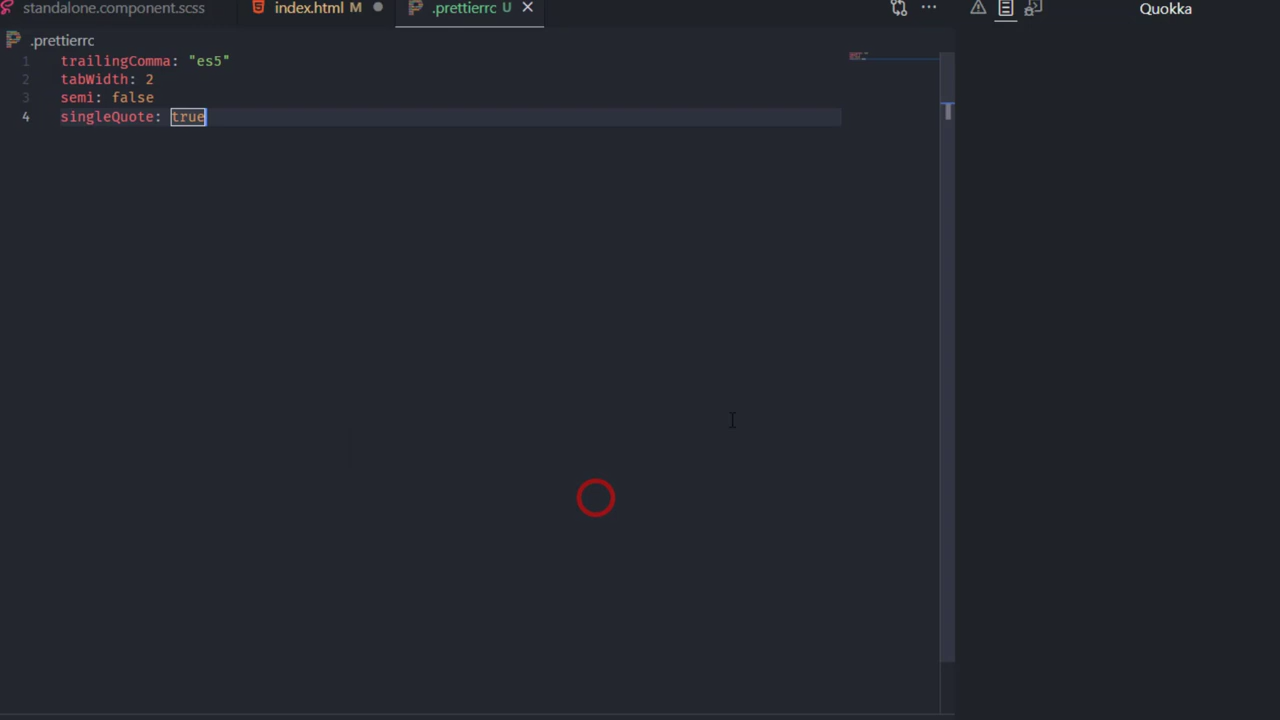 standalone.component.scss index.html M .prettierrc U Quokka
.prettierrc
1 trailingComma: "es5"
2 tabWidth: 2
3 semi: false
4 singleQuote: true